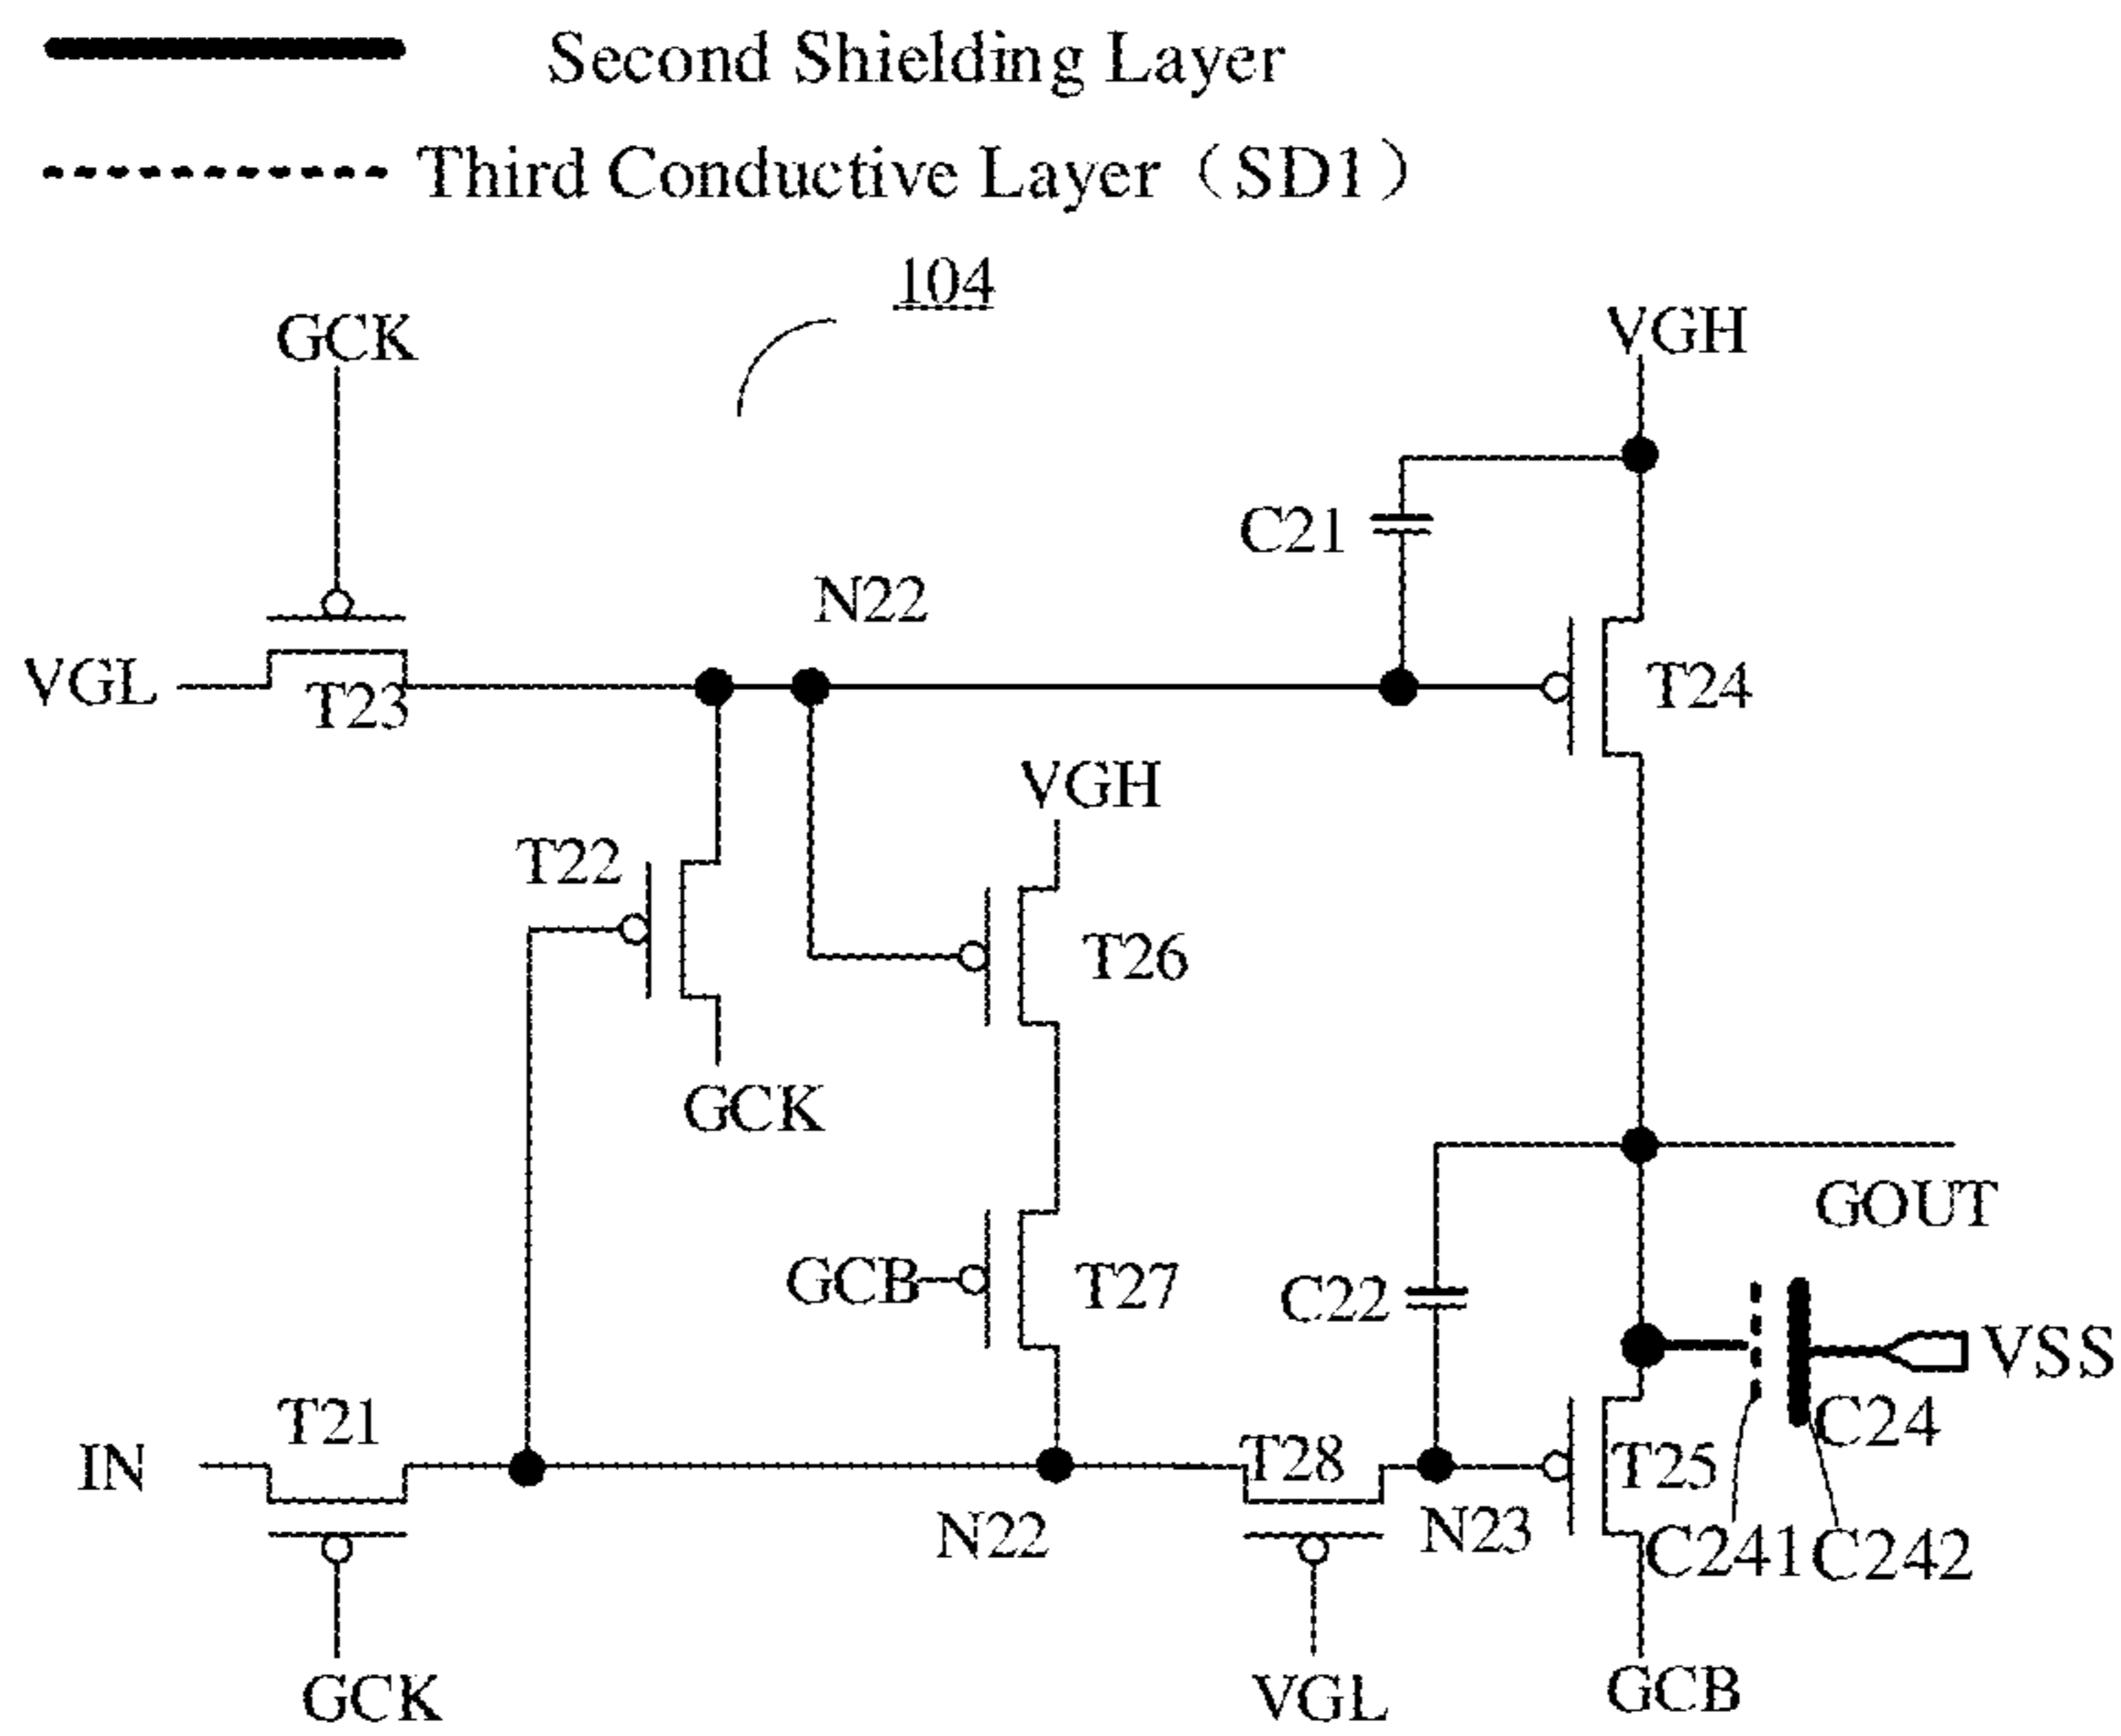 Second Shielding Layer
Third Conductive Layer（SD1）
104
GCK
VGH
C21
N22
VGL
T23
T24
VGH
T22
T26
GCK
GOUT
GCB
T27
C22
VSS
T21
C24
IN
T28
T25
N22
N23
C241
C242
GCK
VGL
GCB